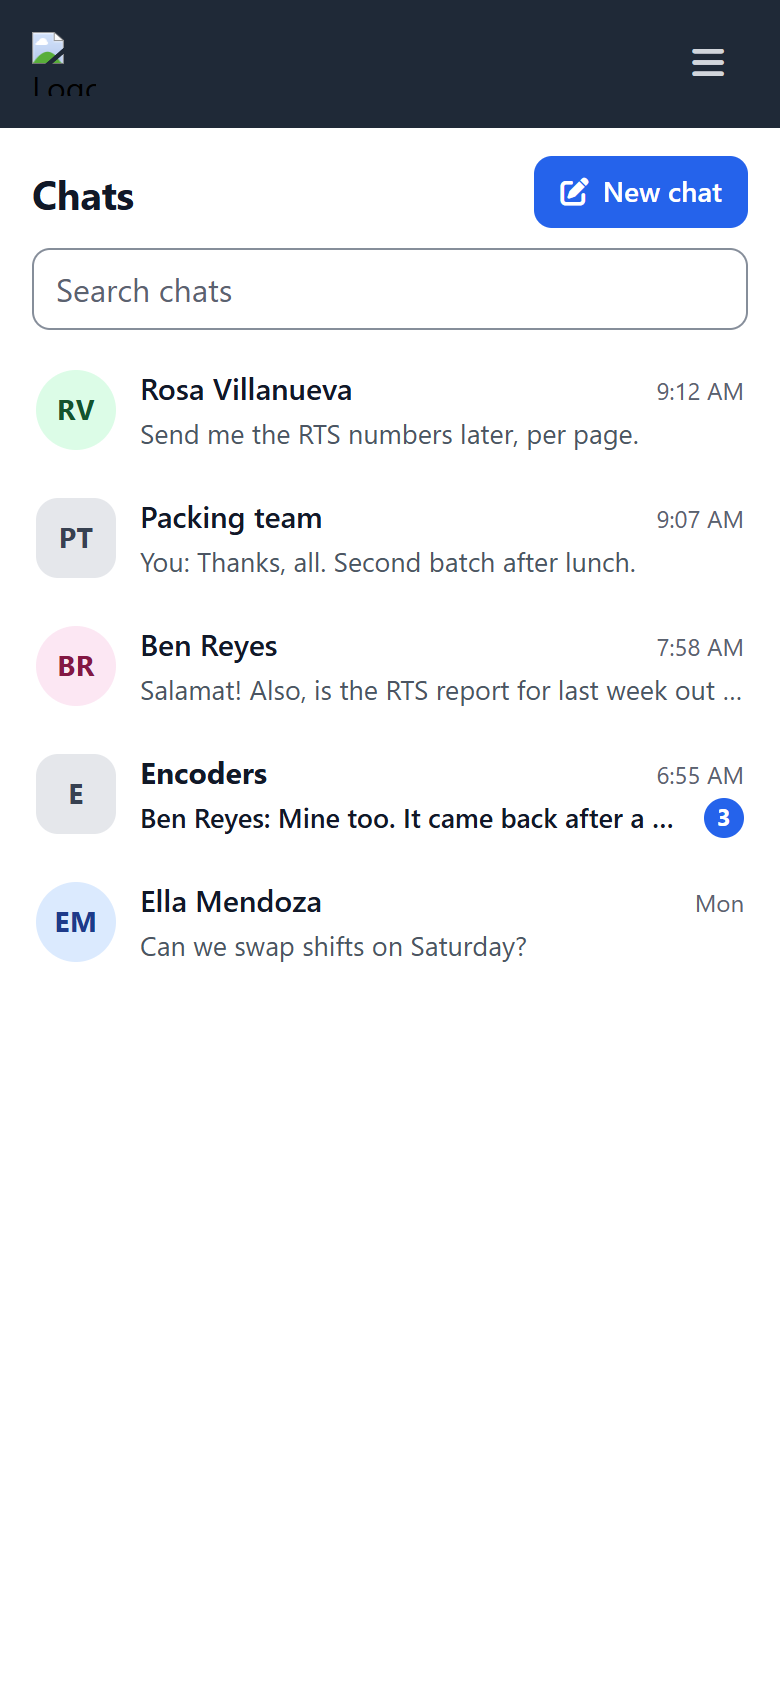 Logo
Chats
New chat
Search chats
RV
Rosa Villanueva
9:12 AM
Send me the RTS numbers later, per page.
PT
Packing team
9:07 AM
You: Thanks, all. Second batch after lunch.
BR
Ben Reyes
7:58 AM
Salamat! Also, is the RTS report for last week out ...
E
Encoders
6:55 AM
Ben Reyes: Mine too. It came back after a ...
3
EM
Ella Mendoza
Mon
Can we swap shifts on Saturday?